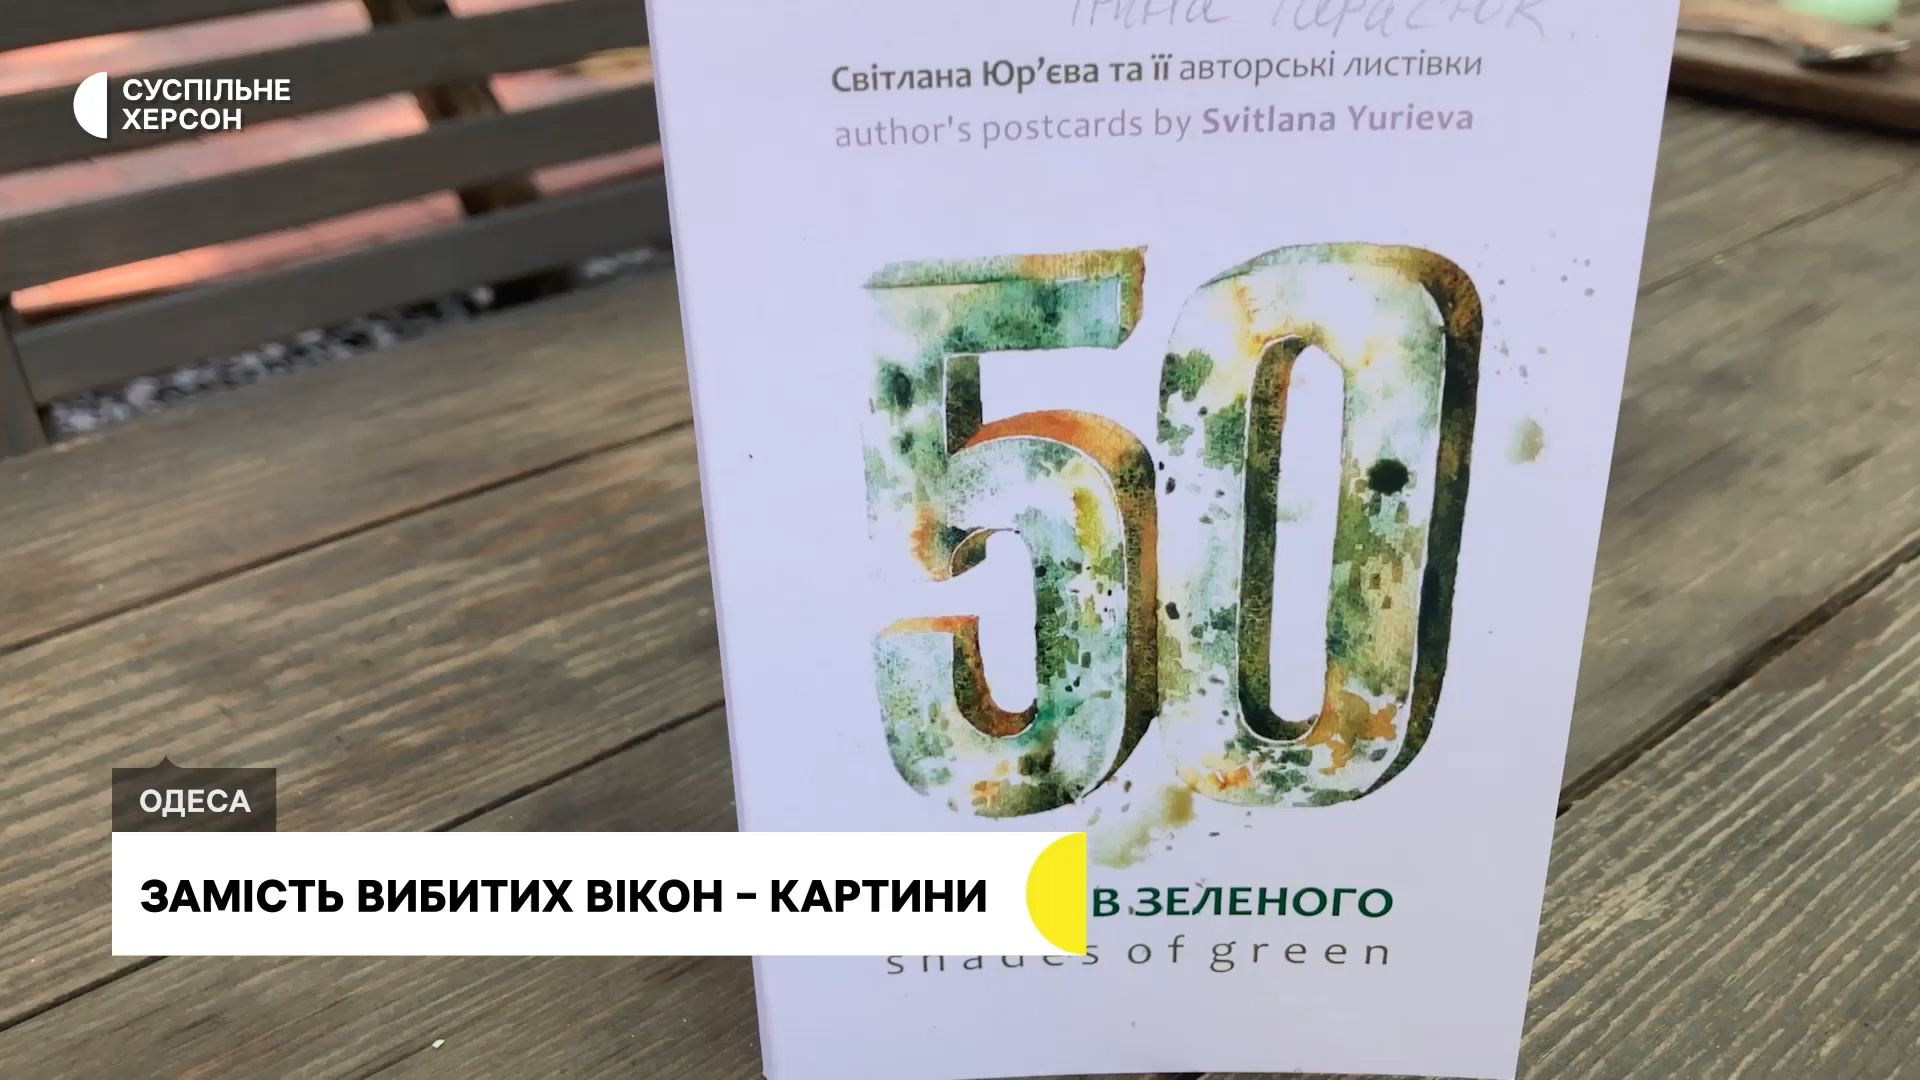 СУСПІЛЬНЕ
ХЕРСОН
Світлана Юр’єва та її авторські листівки
author's postcards by Svitlana Yurieva
50
В ЗЕЛЕНОГО
shades of green
ОДЕСА
ЗАМІСТЬ ВИБИТИХ ВІКОН – КАРТИНИ